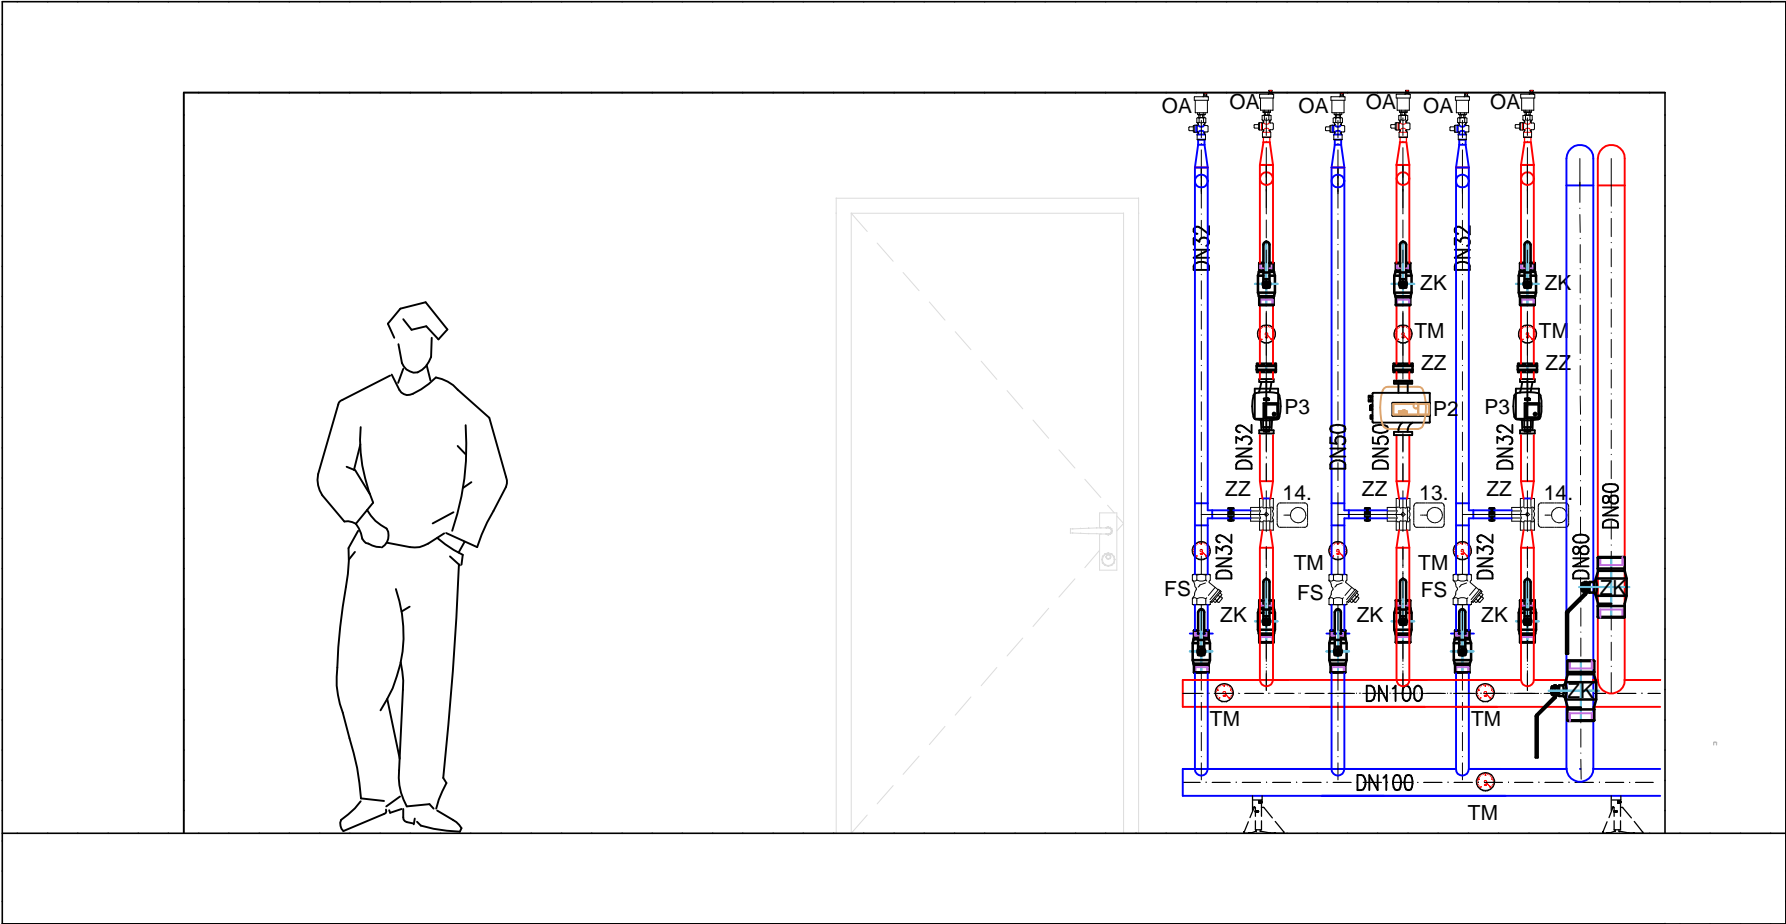 OA OA OA OA OA OA
DN32 DN32
ZK ZK
TM TM
ZZ ZZ
P3 P2 P3
DN32 DN50 DN50 DN32
ZZ 14. ZZ 13. ZZ 14.
DN80
DN32 TM TM DN32 DN80
FS FS FS ZK
ZK ZK ZK
DN100 ZK
TM TM
DN100
TM